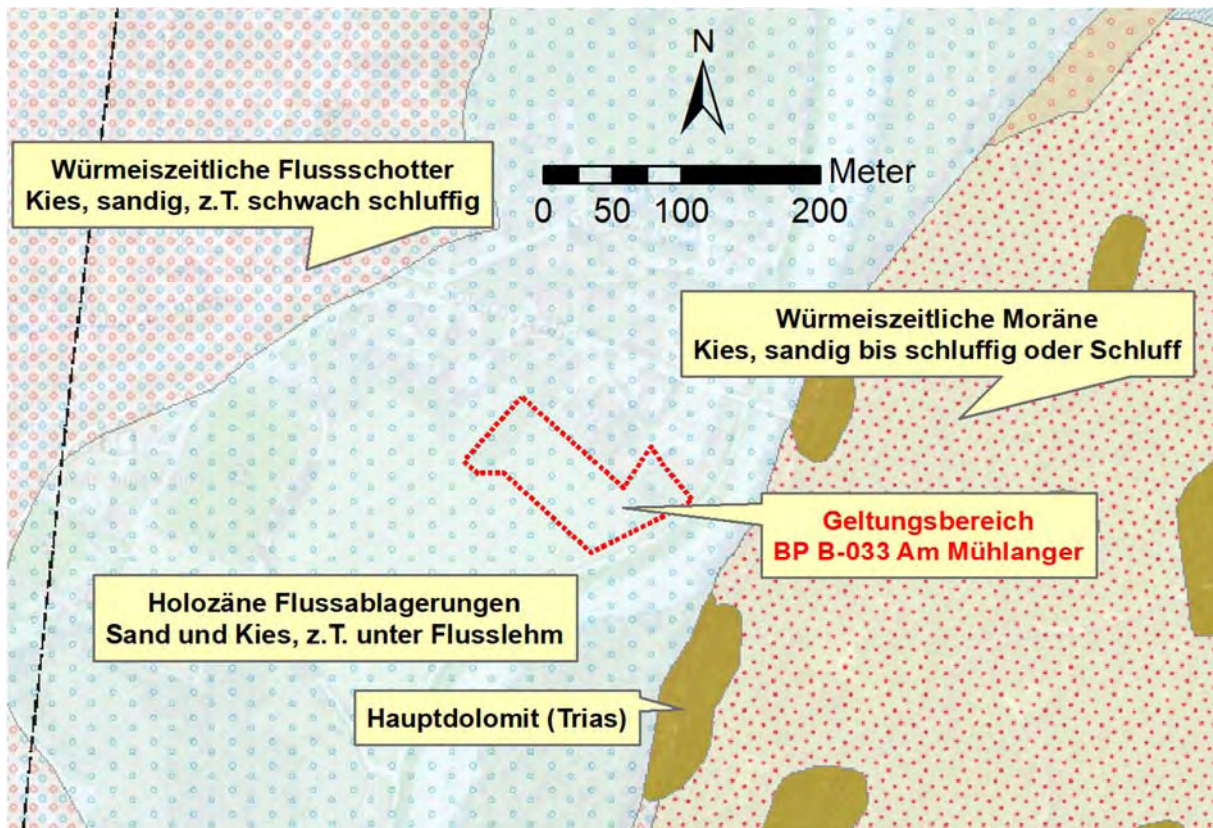 N
Meter
0 50 100 200
Würmeiszeitliche Flussschotter
Kies, sandig, z.T. schwach schluffig
Würmeiszeitliche Moräne
Kies, sandig bis schluffig oder Schluff
Geltungsbereich
BP B-033 Am Mühlanger
Holozäne Flussablagerungen
Sand und Kies, z.T. unter Flusslehm
Hauptdolomit (Trias)